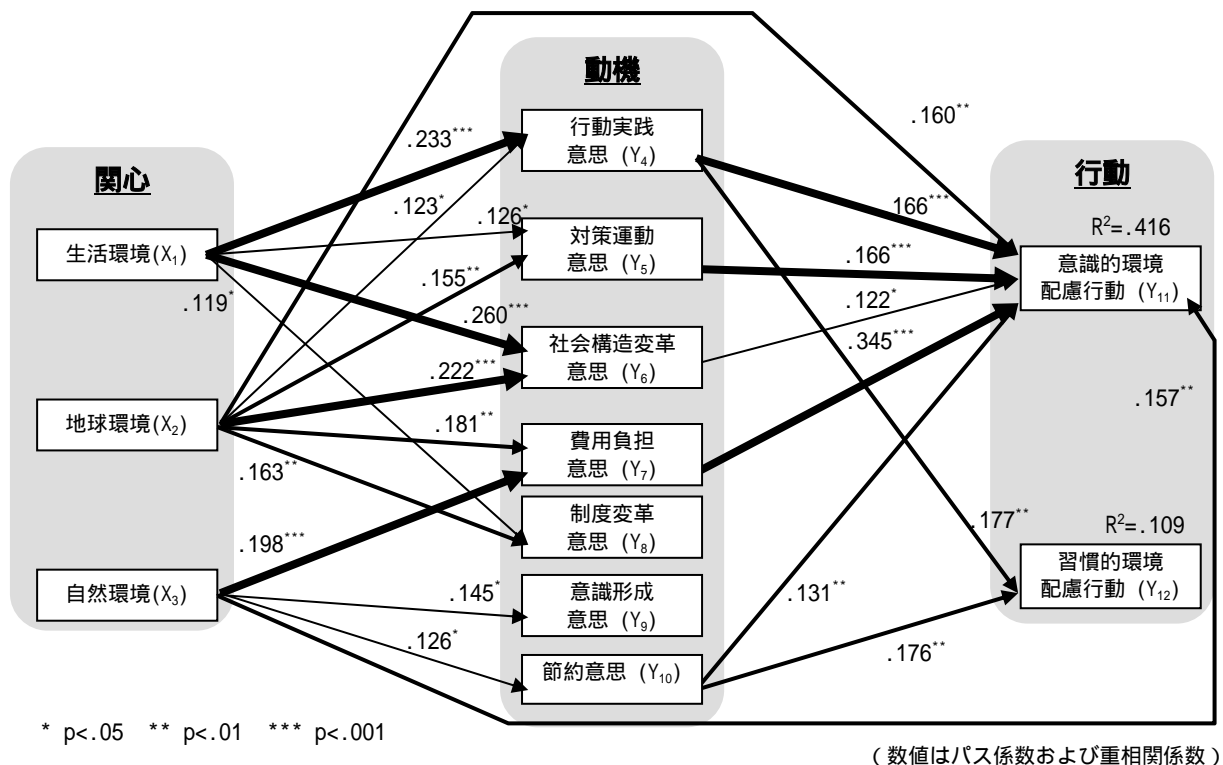 関心
生活環境(X₁)
地球環境(X₂)
自然環境(X₃)
動機
行動実践
意思 (Y₄)
対策運動
意思 (Y₅)
社会構造変革
意思 (Y₆)
費用負担
意思 (Y₇)
制度変革
意思 (Y₈)
意識形成
意思 (Y₉)
節約意思 (Y₁₀)
行動
R²=.416
意識的環境
配慮行動 (Y₁₁)
R²=.109
習慣的環境
配慮行動 (Y₁₂)
.233***
.123*
.126*
.155**
.119*
.260***
.222***
.181**
.163**
.198***
.145*
.126*
.160**
166***
.166***
.122*
.345***
.157**
.177**
.131**
.176**
* p<.05 ** p<.01 *** p<.001
(数値はパス係数および重相関係数)